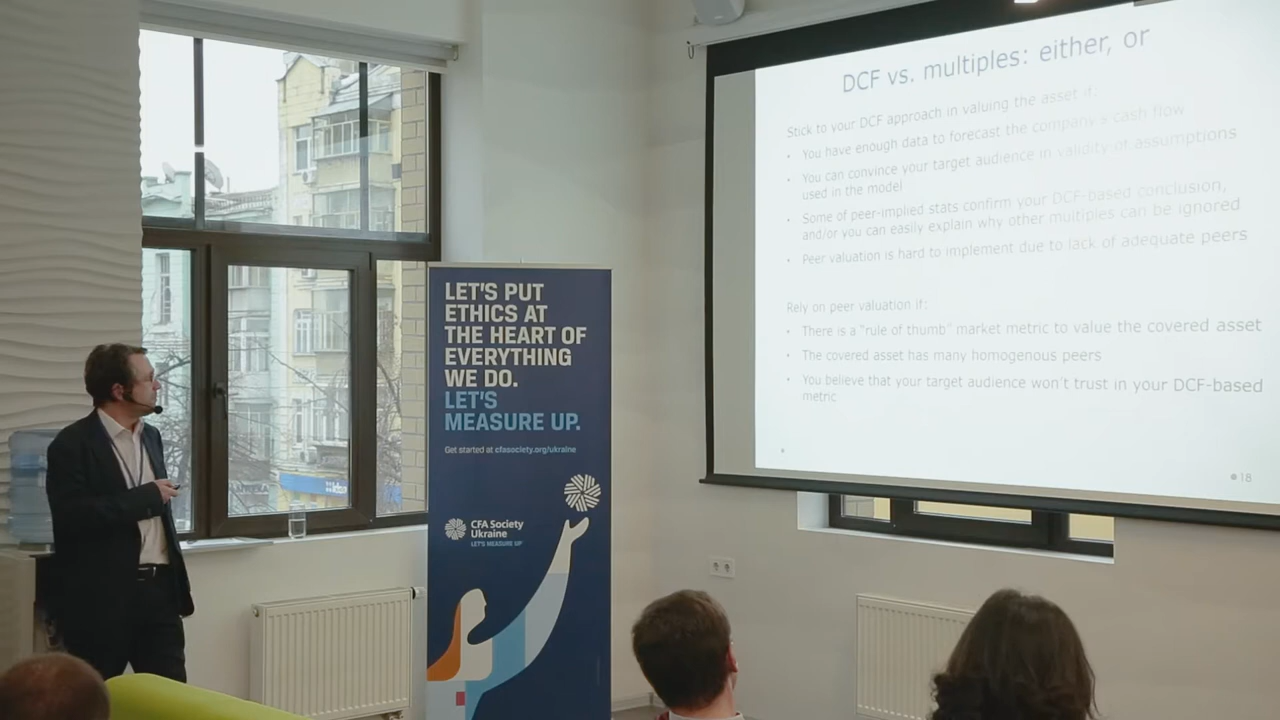 DCF vs. multiples: either, or
Stick to your DCF approach in valuing the asset if:
• You have enough data to forecast the company's cash flow
• You can convince your target audience in validity of assumptions
used in the model
• Some of peer-implied stats confirm your DCF-based conclusion,
and/or you can easily explain why other multiples can be ignored
• Peer valuation is hard to implement due to lack of adequate peers
Rely on peer valuation if:
• There is a "rule of thumb" market metric to value the covered asset
• The covered asset has many homogenous peers
• You believe that your target audience won't trust in your DCF-based
metric
18
LET'S PUT
ETHICS AT
THE HEART OF
EVERYTHING
WE DO.
LET'S
MEASURE UP.
Get started at cfasociety.org/ukraine
CFA Society
Ukraine
LET'S MEASURE UP